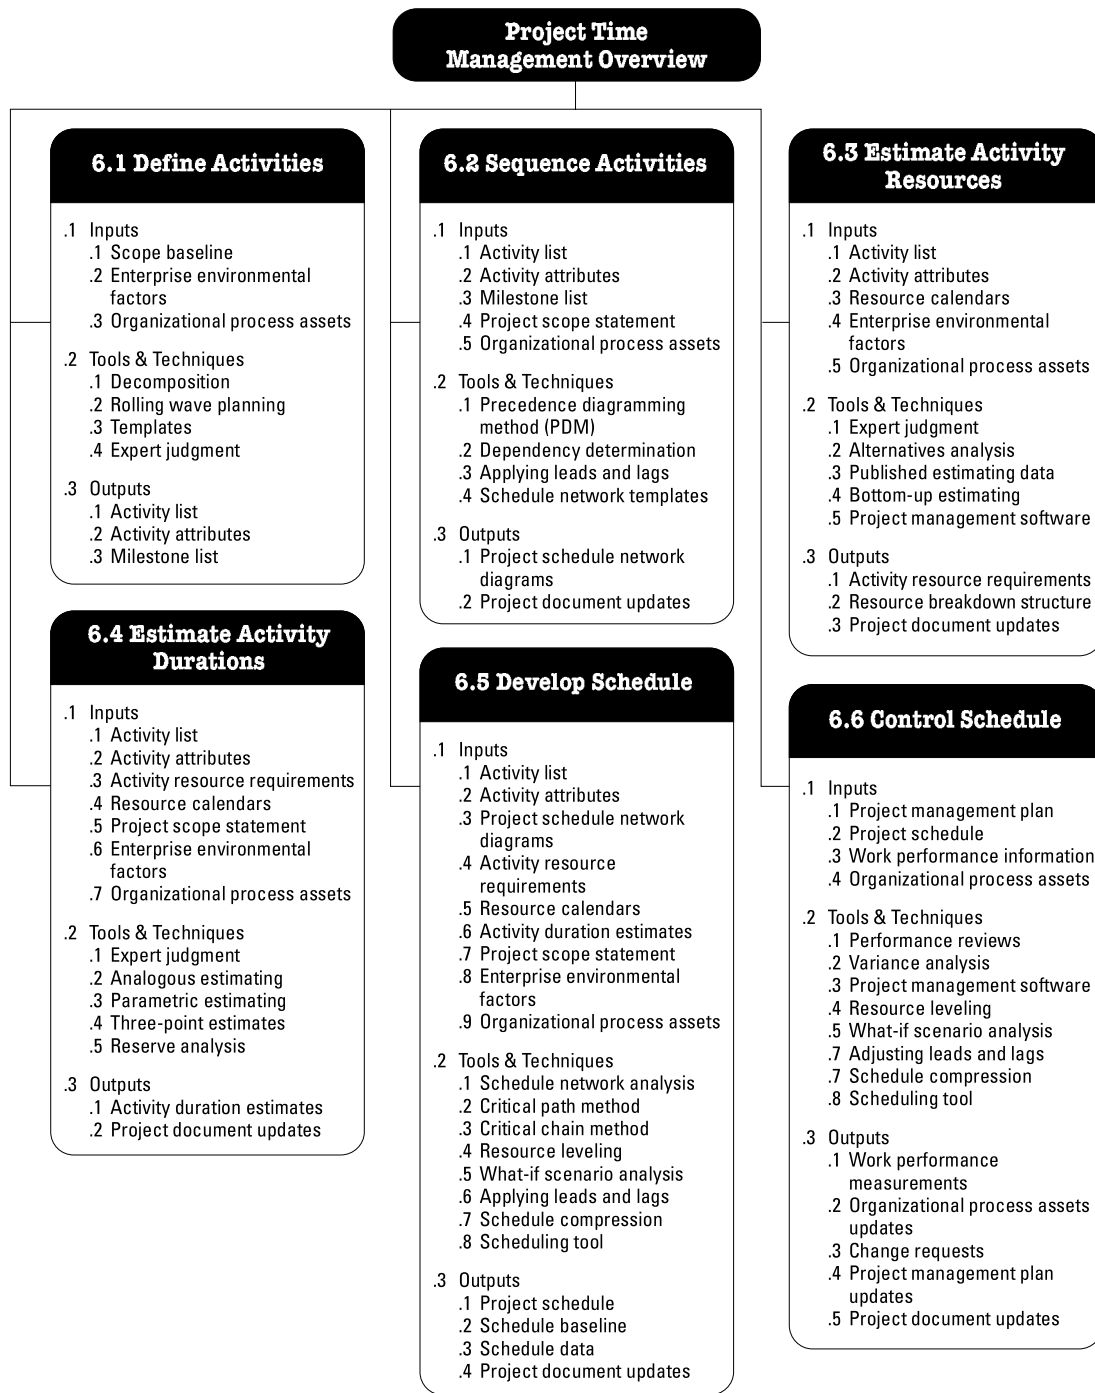 Project Time
Management Overview
6.1 Define Activities
.1 Inputs
.1 Scope baseline
.2 Enterprise environmental
factors
.3 Organizational process assets
.2 Tools & Techniques
.1 Decomposition
.2 Rolling wave planning
.3 Templates
.4 Expert judgment
.3 Outputs
.1 Activity list
.2 Activity attributes
.3 Milestone list
6.2 Sequence Activities
.1 Inputs
.1 Activity list
.2 Activity attributes
.3 Milestone list
.4 Project scope statement
.5 Organizational process assets
.2 Tools & Techniques
.1 Precedence diagramming
method (PDM)
.2 Dependency determination
.3 Applying leads and lags
.4 Schedule network templates
.3 Outputs
.1 Project schedule network
diagrams
.2 Project document updates
6.3 Estimate Activity
Resources
.1 Inputs
.1 Activity list
.2 Activity attributes
.3 Resource calendars
.4 Enterprise environmental
factors
.5 Organizational process assets
.2 Tools & Techniques
.1 Expert judgment
.2 Alternatives analysis
.3 Published estimating data
.4 Bottom-up estimating
.5 Project management software
.3 Outputs
.1 Activity resource requirements
.2 Resource breakdown structure
.3 Project document updates
6.4 Estimate Activity
Durations
.1 Inputs
.1 Activity list
.2 Activity attributes
.3 Activity resource requirements
.4 Resource calendars
.5 Project scope statement
.6 Enterprise environmental
factors
.7 Organizational process assets
.2 Tools & Techniques
.1 Expert judgment
.2 Analogous estimating
.3 Parametric estimating
.4 Three-point estimates
.5 Reserve analysis
.3 Outputs
.1 Activity duration estimates
.2 Project document updates
6.5 Develop Schedule
.1 Inputs
.1 Activity list
.2 Activity attributes
.3 Project schedule network
diagrams
.4 Activity resource
requirements
.5 Resource calendars
.6 Activity duration estimates
.7 Project scope statement
.8 Enterprise environmental
factors
.9 Organizational process assets
.2 Tools & Techniques
.1 Schedule network analysis
.2 Critical path method
.3 Critical chain method
.4 Resource leveling
.5 What-if scenario analysis
.6 Applying leads and lags
.7 Schedule compression
.8 Scheduling tool
.3 Outputs
.1 Project schedule
.2 Schedule baseline
.3 Schedule data
.4 Project document updates
6.6 Control Schedule
.1 Inputs
.1 Project management plan
.2 Project schedule
.3 Work performance information
.4 Organizational process assets
.2 Tools & Techniques
.1 Performance reviews
.2 Variance analysis
.3 Project management software
.4 Resource leveling
.5 What-if scenario analysis
.7 Adjusting leads and lags
.7 Schedule compression
.8 Scheduling tool
.3 Outputs
.1 Work performance
measurements
.2 Organizational process assets
updates
.3 Change requests
.4 Project management plan
updates
.5 Project document updates